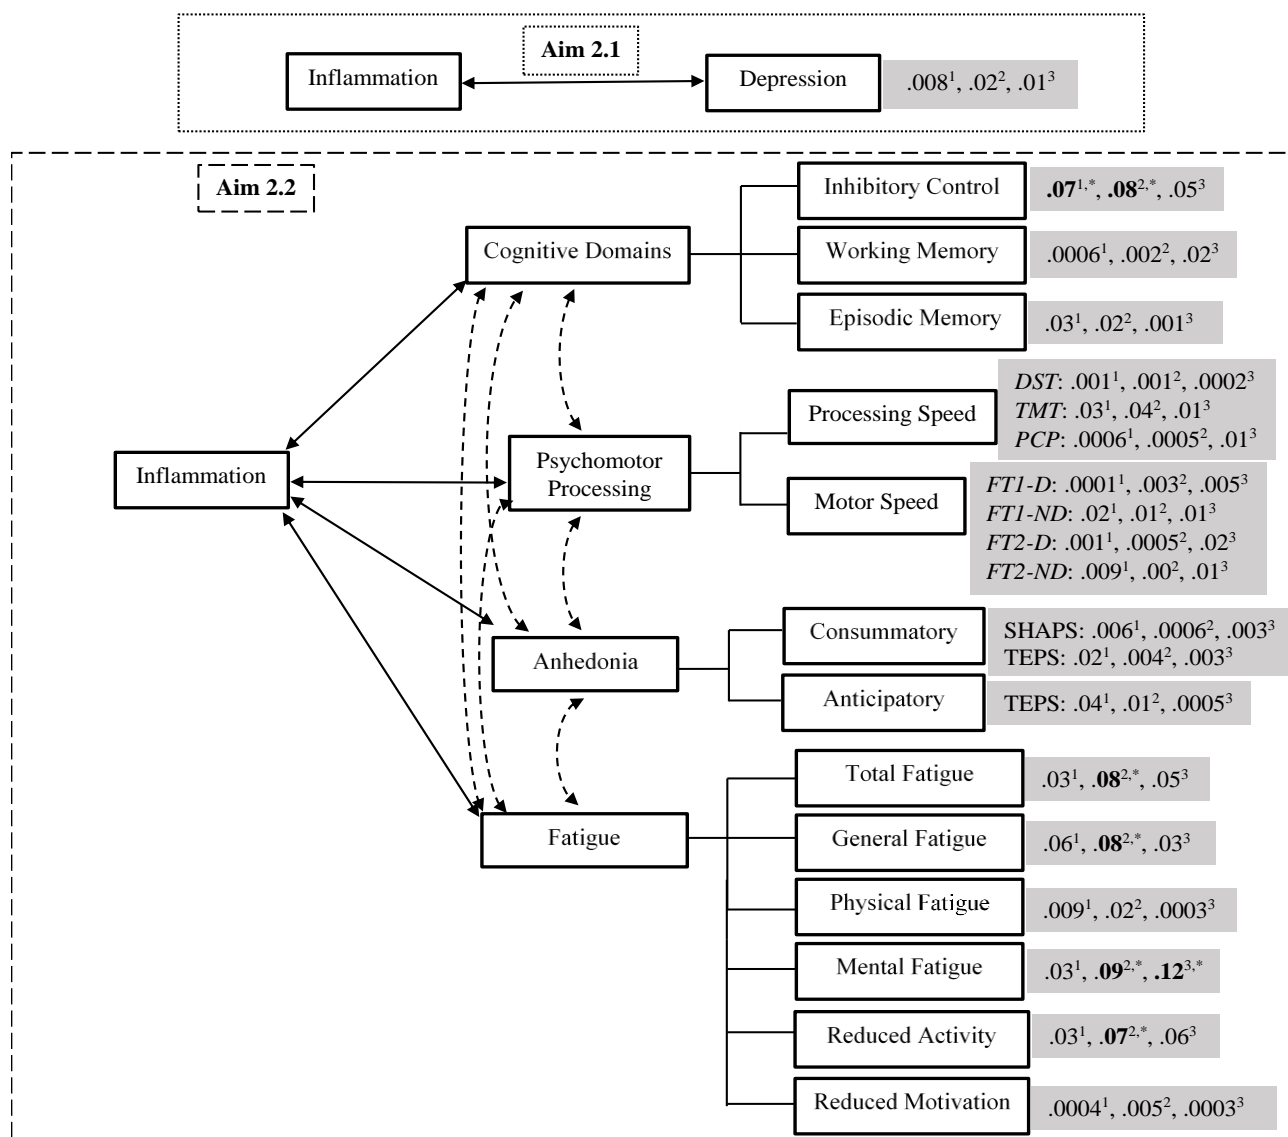 Aim 2.1
Inflammation
Depression
.008¹, .02², .01³
Aim 2.2
Inhibitory Control
.07¹,*, .08²,*, .05³
Cognitive Domains
Working Memory
.0006¹, .002², .02³
Episodic Memory
.03¹, .02², .001³
Processing Speed
DST: .001¹, .001², .0002³
TMT: .03¹, .04², .01³
PCP: .0006¹, .0005², .01³
Inflammation
Psychomotor
Processing
Motor Speed
FT1-D: .0001¹, .003², .005³
FT1-ND: .02¹, .01², .01³
FT2-D: .001¹, .0005², .02³
FT2-ND: .009¹, .00², .01³
Anhedonia
Consummatory
SHAPS: .006¹, .0006², .003³
TEPS: .02¹, .004², .003³
Anticipatory
TEPS: .04¹, .01², .0005³
Total Fatigue
.03¹, .08²,*, .05³
Fatigue
General Fatigue
.06¹, .08²,*, .03³
Physical Fatigue
.009¹, .02², .0003³
Mental Fatigue
.03¹, .09²,*, .12³,*
Reduced Activity
.03¹, .07²,*, .06³
Reduced Motivation
.0004¹, .005², .0003³